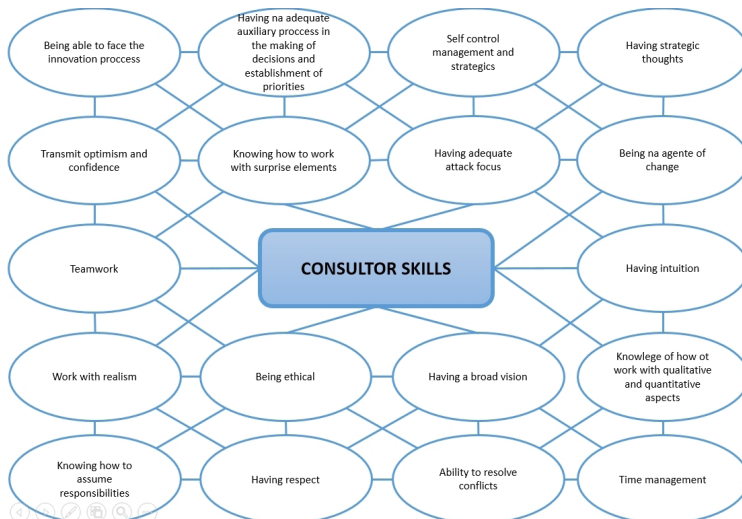 Being able to face the
innovation proccess
Having na adequate
auxiliary proccess in
the making of
decisions and
establishment of
priorities
Self control
management and
strategics
Having strategic
thoughts
Transmit optimism and
confidence
Knowing how to work
with surprise elements
Having adequate
attack focus
Being na agente of
change
Teamwork
CONSULTOR SKILLS
Having intuition
Work with realism
Being ethical
Having a broad vision
Knowlege of how ot
work with qualitative
and quantitative
aspects
Knowing how to
assume
responsibilities
Having respect
Ability to resolve
conflicts
Time management